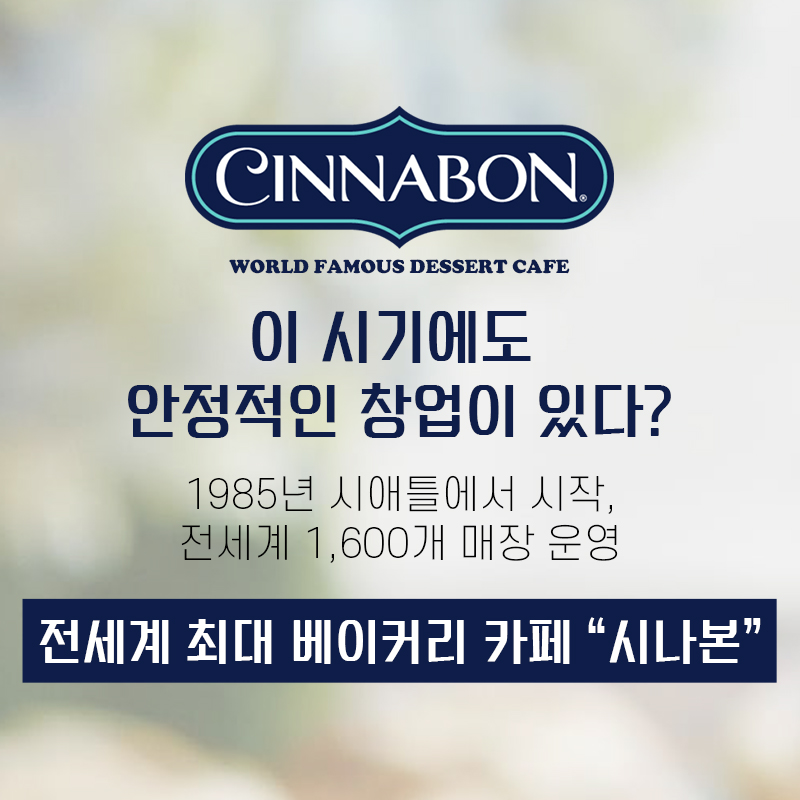 CINNABON®
WORLD FAMOUS DESSERT CAFE
이 시기에도
안정적인 창업이 있다?
1985년 시애틀에서 시작,
전세계 1,600개 매장 운영
전세계 최대 베이커리 카페 “시나본”